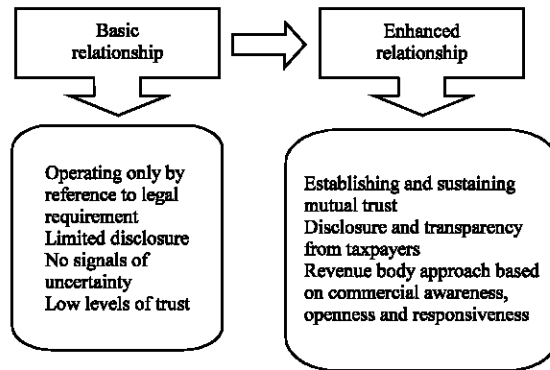 Basic
relationship
Enhanced
relationship
Operating only by
reference to legal
requirement
Limited disclosure
No signals of
uncertainty
Low levels of trust
Establishing and sustaining
mutual trust
Disclosure and transparency
from taxpayers
Revenue body approach based
on commercial awareness,
openness and responsiveness